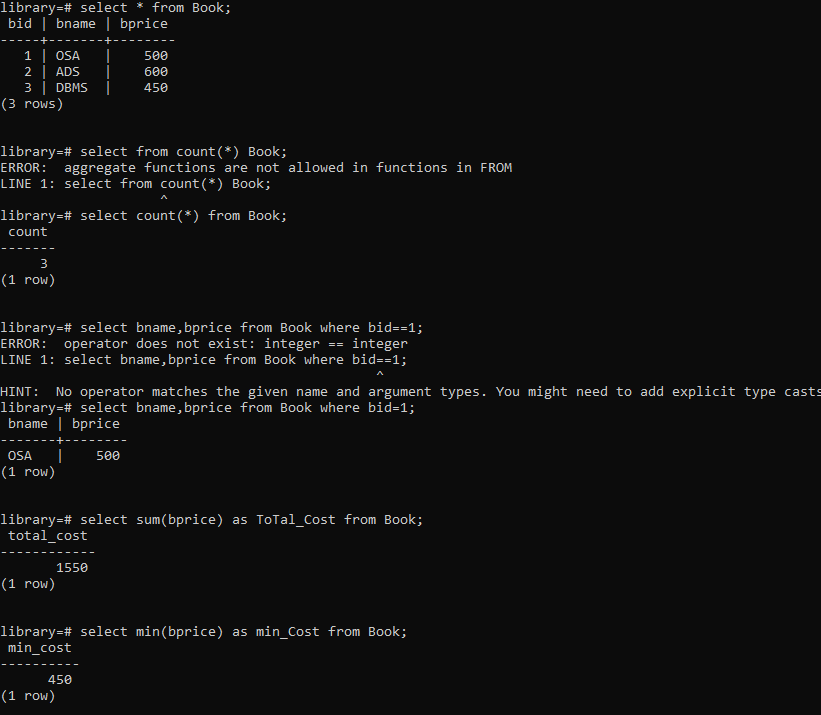 library=# select * from Book;
 bid | bname | bprice
-----+-------+--------
   1 | OSA   |    500
   2 | ADS   |    600
   3 | DBMS  |    450
(3 rows)
library=# select from count(*) Book;
ERROR:  aggregate functions are not allowed in functions in FROM
LINE 1: select from count(*) Book;
                    ^
library=# select count(*) from Book;
 count
-------
     3
(1 row)
library=# select bname,bprice from Book where bid==1;
ERROR:  operator does not exist: integer == integer
LINE 1: select bname,bprice from Book where bid==1;
                                               ^
HINT:  No operator matches the given name and argument types. You might need to add explicit type casts
library=# select bname,bprice from Book where bid=1;
 bname | bprice
-------+--------
 OSA   |    500
(1 row)
library=# select sum(bprice) as ToTal_Cost from Book;
 total_cost
------------
       1550
(1 row)
library=# select min(bprice) as min_Cost from Book;
 min_cost
----------
      450
(1 row)